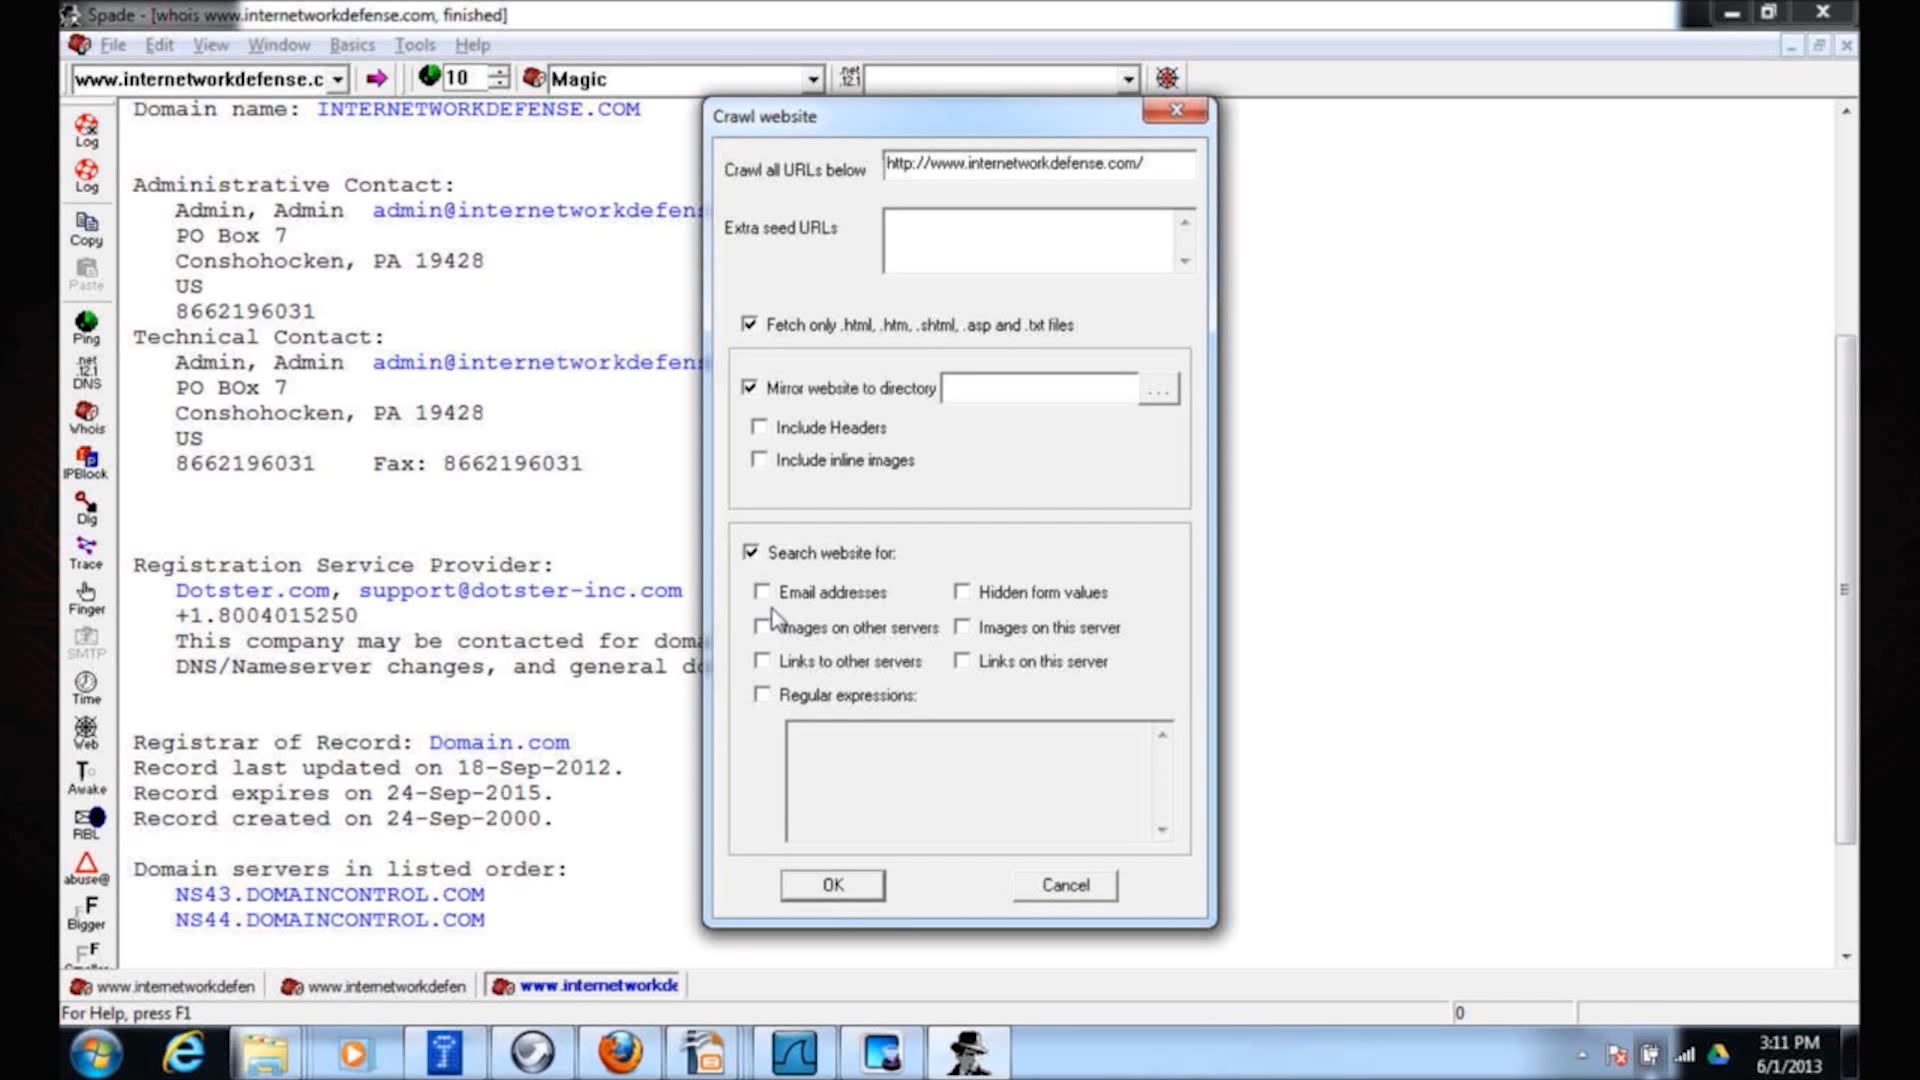 Spade - [whois www.internetworkdefense.com, finished]
File Edit View Window Basics Tools Help
www.internetworkdefense.c 10 Magic .net 12.1
Log
Log
Copy
Paste
Ping
.net 12.1
DNS
Whois
IPBlock
Dig
Trace
Finger
SMTP
Time
Web
Awake
RBL
abuse@
Bigger
Domain name: INTERNETWORKDEFENSE.COM
Administrative Contact:
Admin, Admin admin@internetworkdefens
PO Box 7
Conshohocken, PA 19428
US
8662196031
Technical Contact:
Admin, Admin admin@internetworkdefens
PO BOx 7
Conshohocken, PA 19428
US
8662196031 Fax: 8662196031
Registration Service Provider:
Dotster.com, support@dotster-inc.com
+1.8004015250
This company may be contacted for doma
DNS/Nameserver changes, and general do
Registrar of Record: Domain.com
Record last updated on 18-Sep-2012.
Record expires on 24-Sep-2015.
Record created on 24-Sep-2000.
Domain servers in listed order:
NS43.DOMAINCONTROL.COM
NS44.DOMAINCONTROL.COM
Crawl website
Crawl all URLs below http://www.internetworkdefense.com/
Extra seed URLs
Fetch only .html, .htm, .shtml, .asp and .txt files
Mirror website to directory ...
Include Headers
Include inline images
Search website for:
Email addresses Hidden form values
Images on other servers Images on this server
Links to other servers Links on this server
Regular expressions:
OK Cancel
www.internetworkdefen www.internetworkdefen www.internetworkde
For Help, press F1 0
3:11 PM
6/1/2013